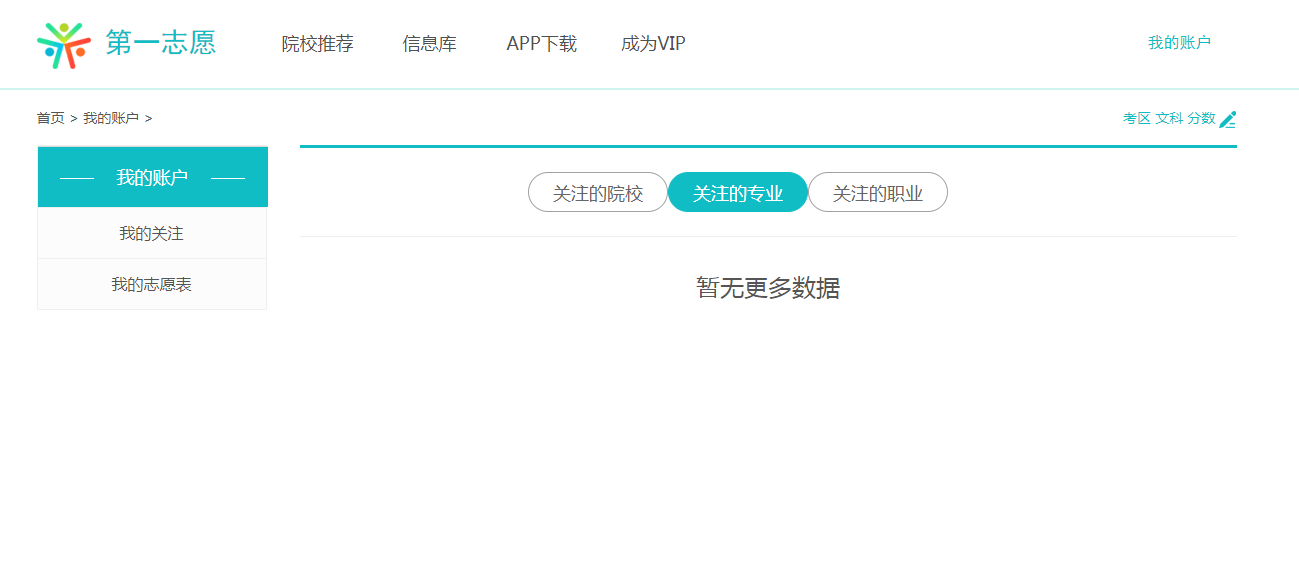 第一志愿 院校推荐 信息库 APP下载 成为VIP 我的账户
首页 > 我的账户 > 考区 文科 分数
我的账户
我的关注
我的志愿表
关注的院校 关注的专业 关注的职业
暂无更多数据